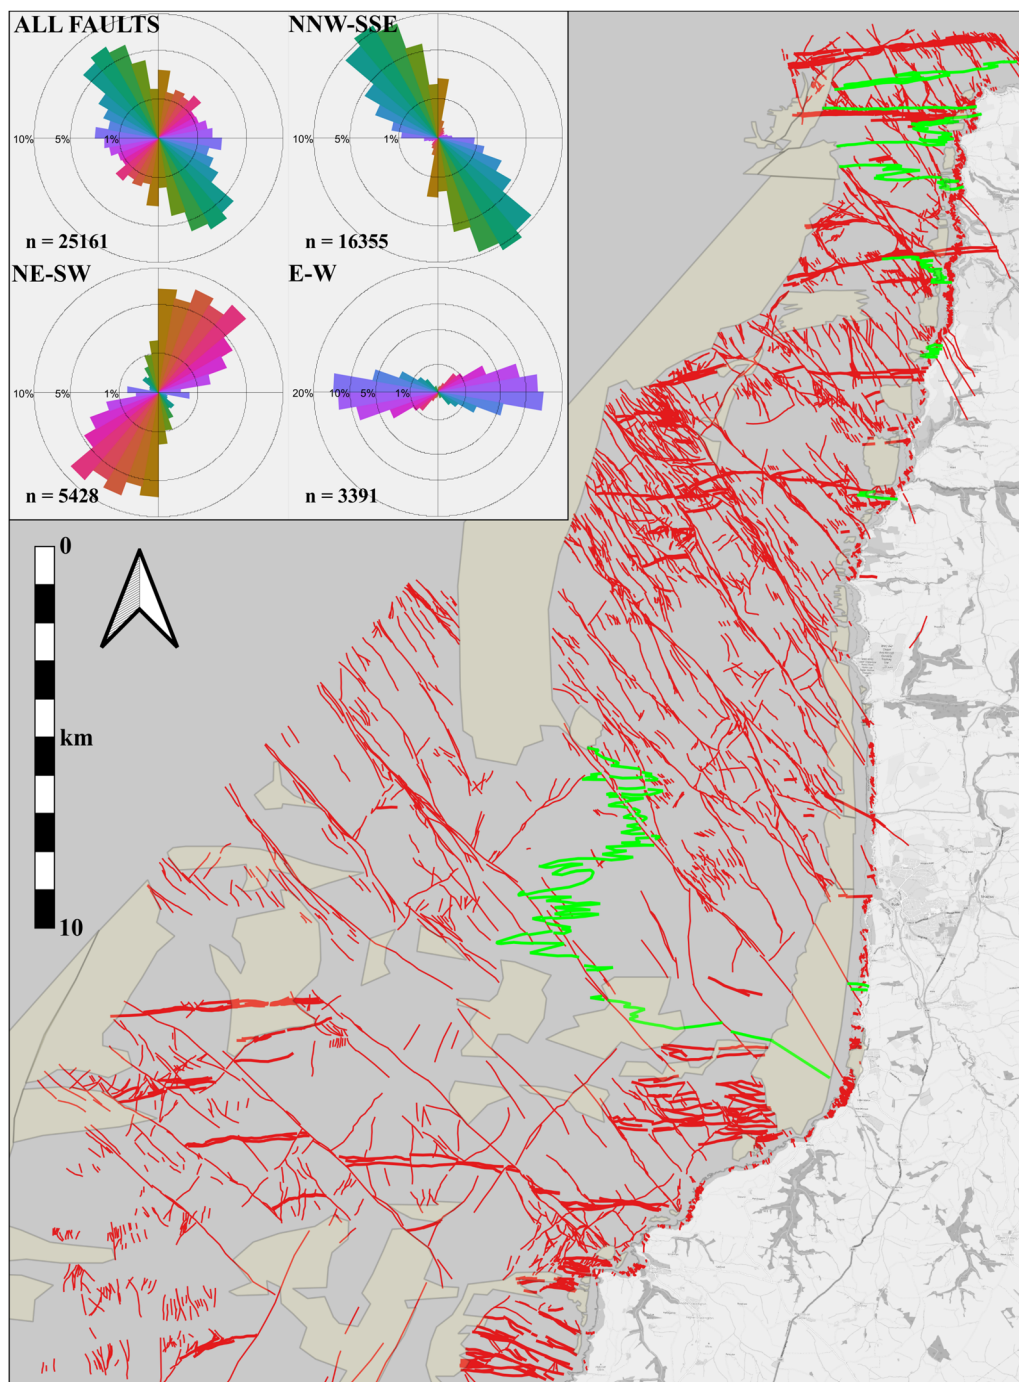 ALL FAULTS
10% 5% 1%
n = 25161
NNW-SSE
10% 5% 1%
n = 16355
NE-SW
10% 5% 1%
n = 5428
E-W
20% 10% 5% 1%
n = 3391
0
km
10